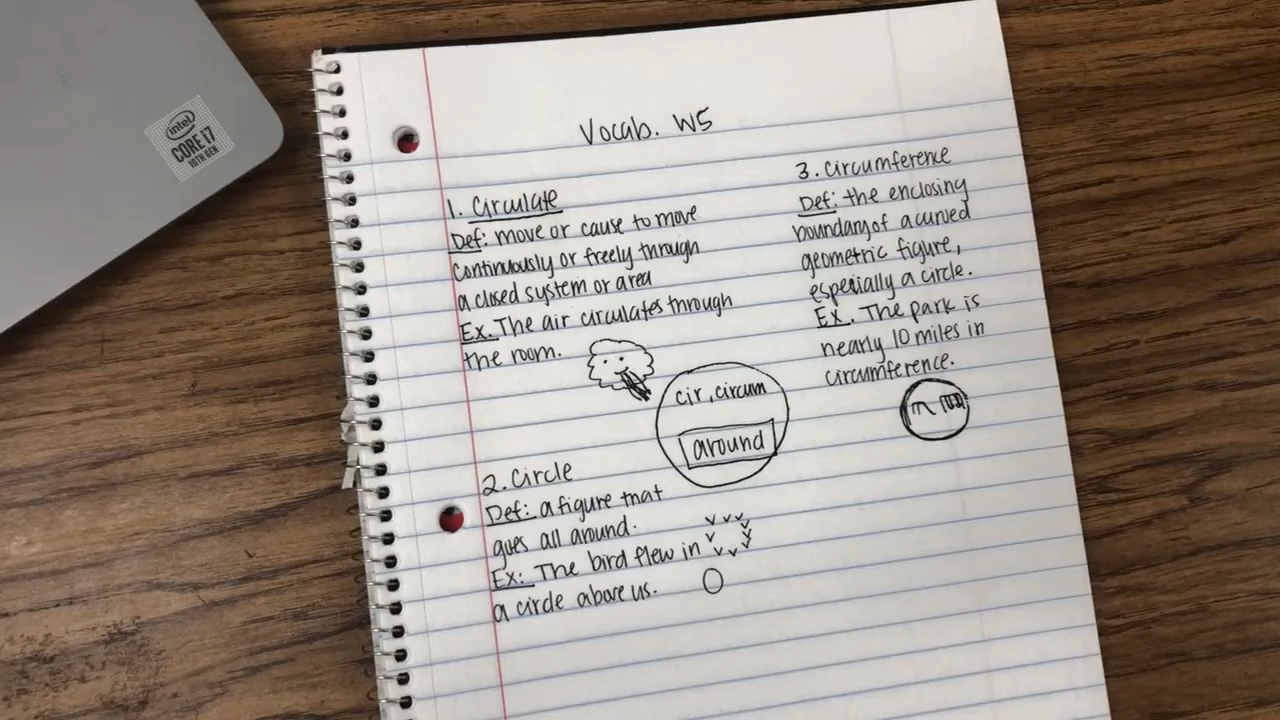 intel
CORE i7
10TH GEN
Vocab. W5
1. Circulate
Def: move or cause to move
continuously or freely through
a closed system or area
Ex. The air circulates through
the room.
cir, circum
around
2. Circle
Def: a figure that
goes all around.
Ex: The bird flew in
a circle above us.
3. Circumference
Def: the enclosing
boundary of a curved
geometric figure,
especially a circle.
Ex. The park is
nearly 10 miles in
circumference.